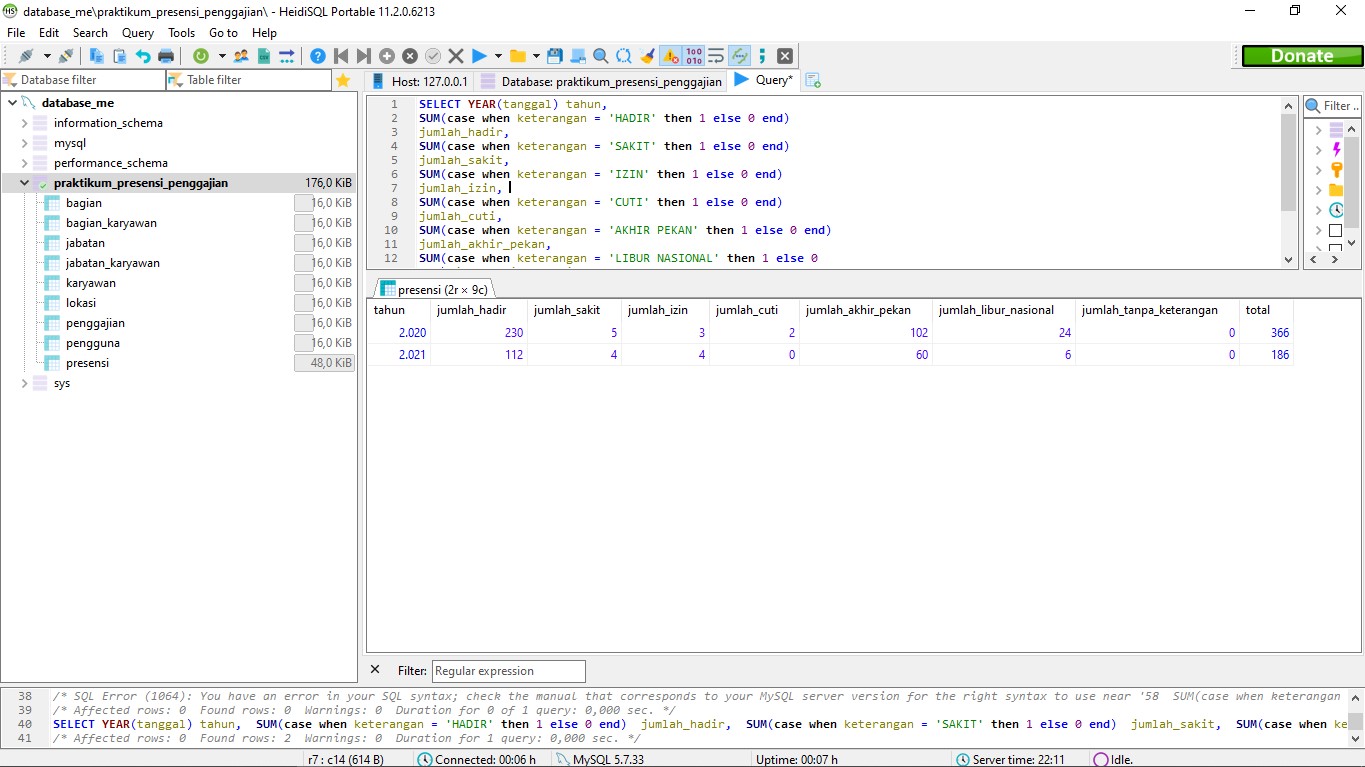 database_me\praktikum_presensi_penggajian\ - HeidiSQL Portable 11.2.0.6213
File Edit Search Query Tools Go to Help
Donate
Database filter
Table filter
Host: 127.0.0.1
Database: praktikum_presensi_penggajian
Query*
database_me
information_schema
mysql
performance_schema
praktikum_presensi_penggajian 176,0 KiB
bagian 16,0 KiB
bagian_karyawan 16,0 KiB
jabatan 16,0 KiB
jabatan_karyawan 16,0 KiB
karyawan 16,0 KiB
lokasi 16,0 KiB
penggajian 16,0 KiB
pengguna 16,0 KiB
presensi 48,0 KiB
sys
1 SELECT YEAR(tanggal) tahun,
2 SUM(case when keterangan = 'HADIR' then 1 else 0 end)
3 jumlah_hadir,
4 SUM(case when keterangan = 'SAKIT' then 1 else 0 end)
5 jumlah_sakit,
6 SUM(case when keterangan = 'IZIN' then 1 else 0 end)
7 jumlah_izin,
8 SUM(case when keterangan = 'CUTI' then 1 else 0 end)
9 jumlah_cuti,
10 SUM(case when keterangan = 'AKHIR PEKAN' then 1 else 0 end)
11 jumlah_akhir_pekan,
12 SUM(case when keterangan = 'LIBUR NASIONAL' then 1 else 0
Filter ..
presensi (2r × 9c)
tahun jumlah_hadir jumlah_sakit jumlah_izin jumlah_cuti jumlah_akhir_pekan jumlah_libur_nasional jumlah_tanpa_keterangan total
2.020 230 5 3 2 102 24 0 366
2.021 112 4 4 0 60 6 0 186
Filter: Regular expression
38 /* SQL Error (1064): You have an error in your SQL syntax; check the manual that corresponds to your MySQL server version for the right syntax to use near '58  SUM(case when keterangan
39 /* Affected rows: 0  Found rows: 0  Warnings: 0  Duration for 0 of 1 query: 0,000 sec. */
40 SELECT YEAR(tanggal) tahun,  SUM(case when keterangan = 'HADIR' then 1 else 0 end)  jumlah_hadir,  SUM(case when keterangan = 'SAKIT' then 1 else 0 end)  jumlah_sakit,  SUM(case when ke
41 /* Affected rows: 0  Found rows: 2  Warnings: 0  Duration for 1 query: 0,000 sec. */
r7 : c14 (614 B) Connected: 00:06 h MySQL 5.7.33 Uptime: 00:07 h Server time: 22:11 Idle.